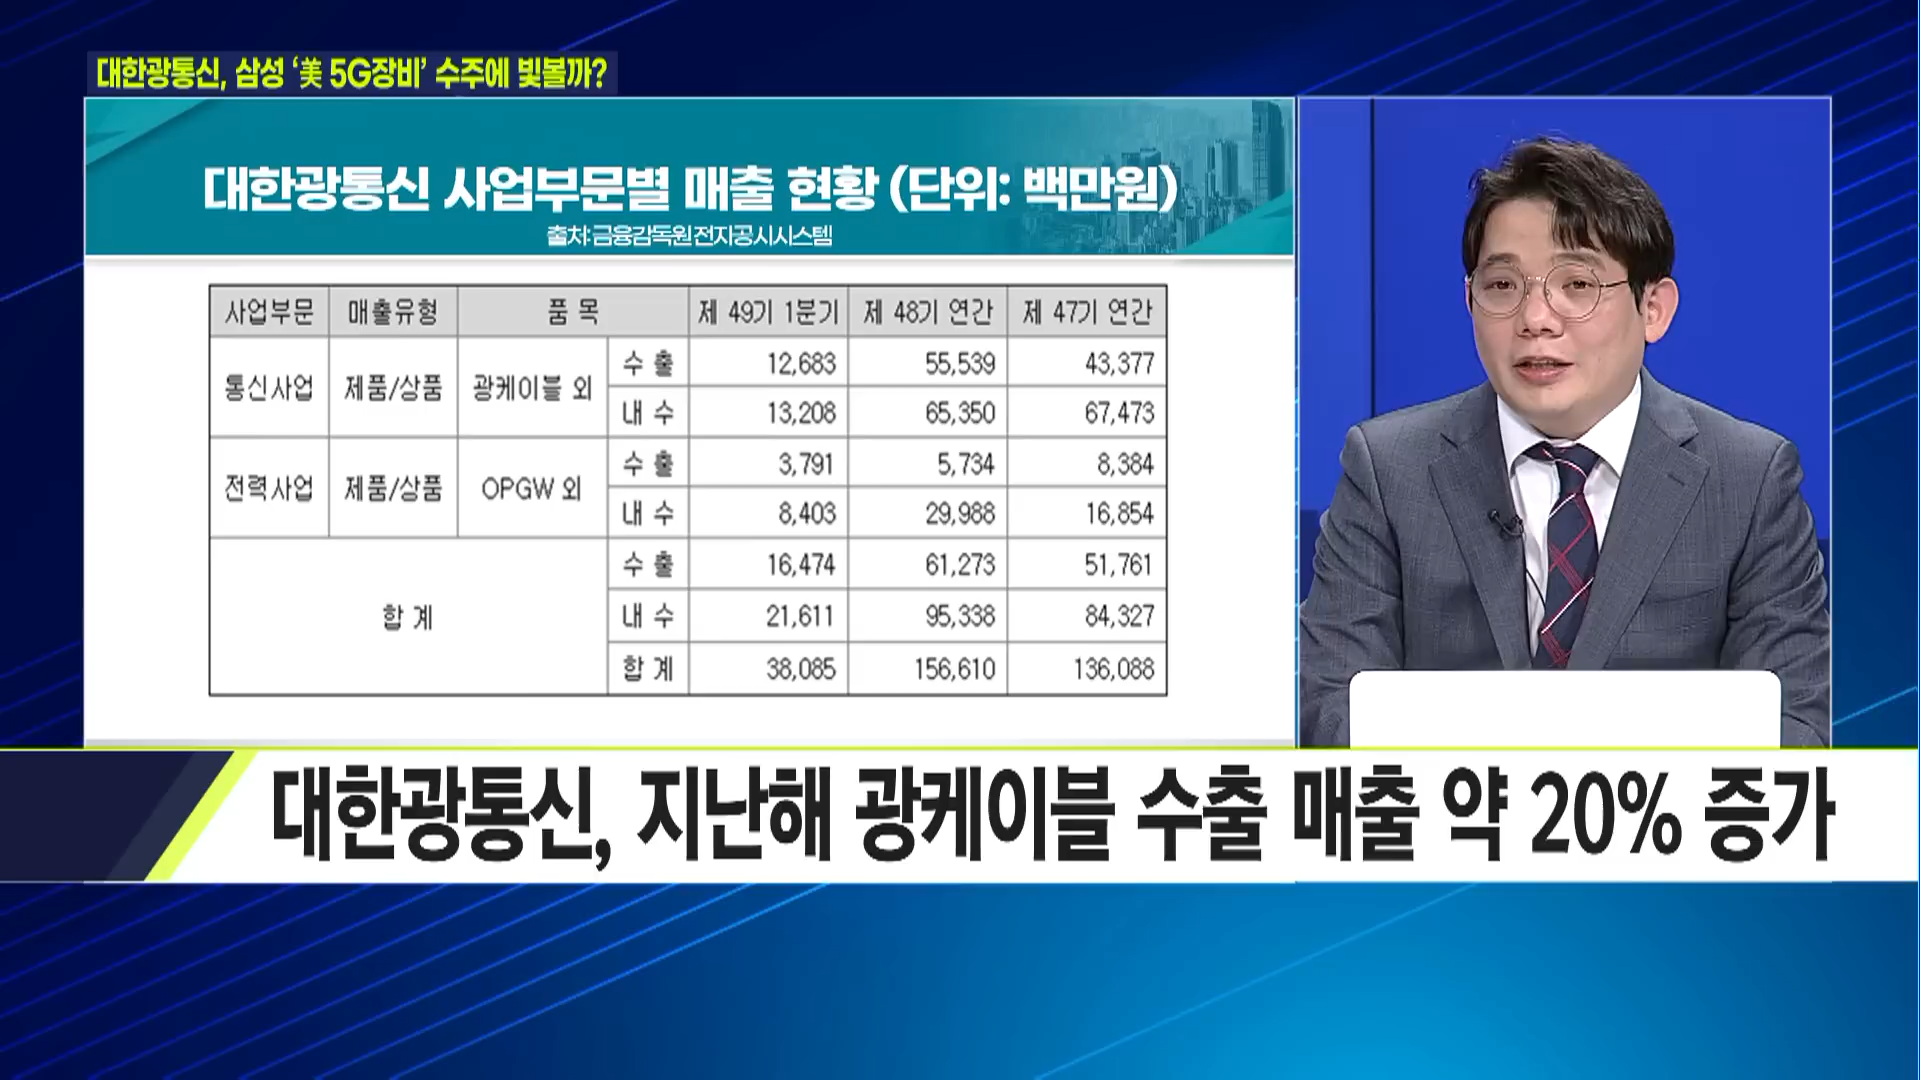 대한광통신, 삼성 ‘美 5G장비’ 수주에 빛볼까?
대한광통신 사업부문별 매출 현황 (단위: 백만원)
출처: 금융감독원 전자공시시스템
사업부문 매출유형 품 목 제 49기 1분기 제 48기 연간 제 47기 연간
통신사업 제품/상품 광케이블 외 수 출 12,683 55,539 43,377
내 수 13,208 65,350 67,473
전력사업 제품/상품 OPGW 외 수 출 3,791 5,734 8,384
내 수 8,403 29,988 16,854
합 계 수 출 16,474 61,273 51,761
내 수 21,611 95,338 84,327
합 계 38,085 156,610 136,088
대한광통신, 지난해 광케이블 수출 매출 약 20% 증가